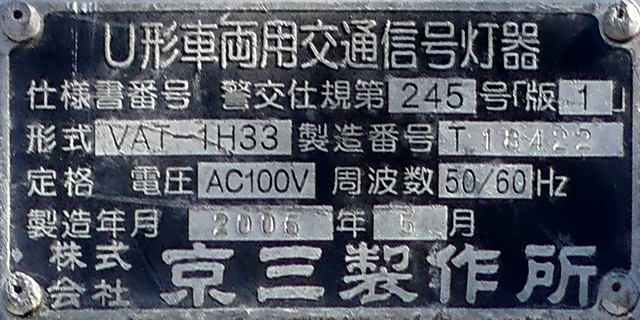 U形車両用交通信号灯器
仕様書番号 警交仕規第 245 号「版 1 」
形式 VAT-1H33 製造番号 T 18422
定格 電圧 AC100V 周波数 50/60 Hz
製造年月 2006 年 5 月
株式会社 京三製作所